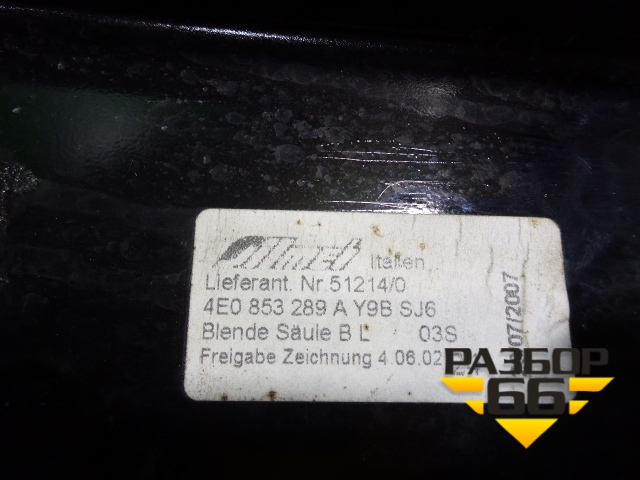 Italien
Lieferant. Nr.51214/0
4E0 853 289 A Y9B SJ6
Blende Säule B L 03S
Freigabe Zeichnung 4.06.02
07/2007
РАЗБОР
66